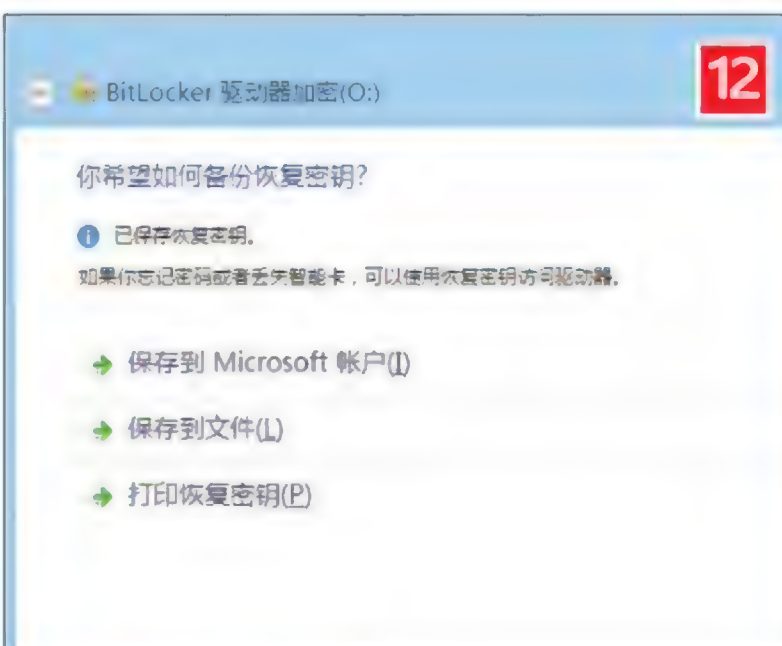 12
BitLocker 驱动器加密(O:)
你希望如何备份恢复密钥?
已保存恢复密钥。
如果你忘记密码或者丢失智能卡，可以使用恢复密钥访问驱动器。
保存到 Microsoft 帐户(I)
保存到文件(L)
打印恢复密钥(P)